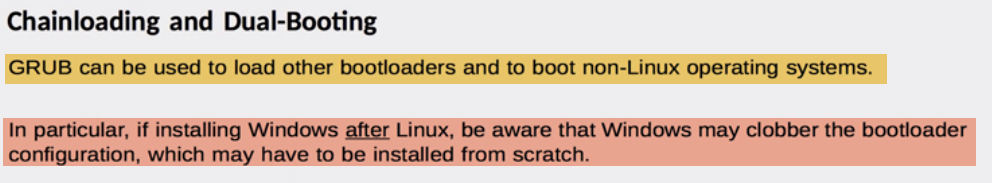 Chainloading and Dual-Booting
GRUB can be used to load other bootloaders and to boot non-Linux operating systems.
In particular, if installing Windows after Linux, be aware that Windows may clobber the bootloader
configuration, which may have to be installed from scratch.